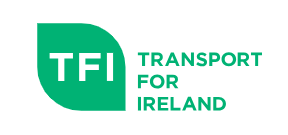 TFI
TRANSPORT
FOR
IRELAND